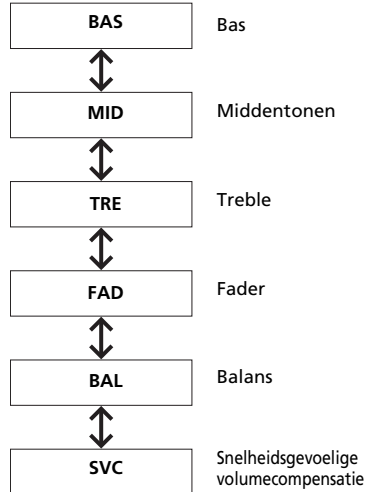 BAS Bas
MID Middentonen
TRE Treble
FAD Fader
BAL Balans
SVC Snelheidsgevoelige
volumecompensatie